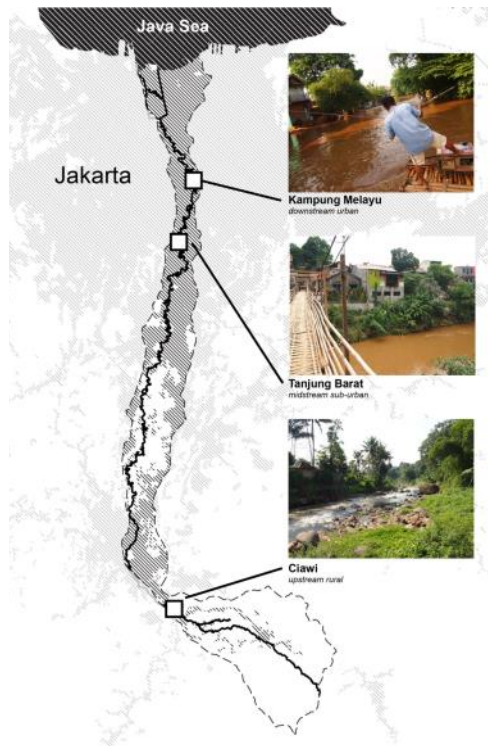 Java Sea
Jakarta
Kampung Melayu
downstream urban
Tanjung Barat
midstream sub-urban
Ciawi
upstream rural